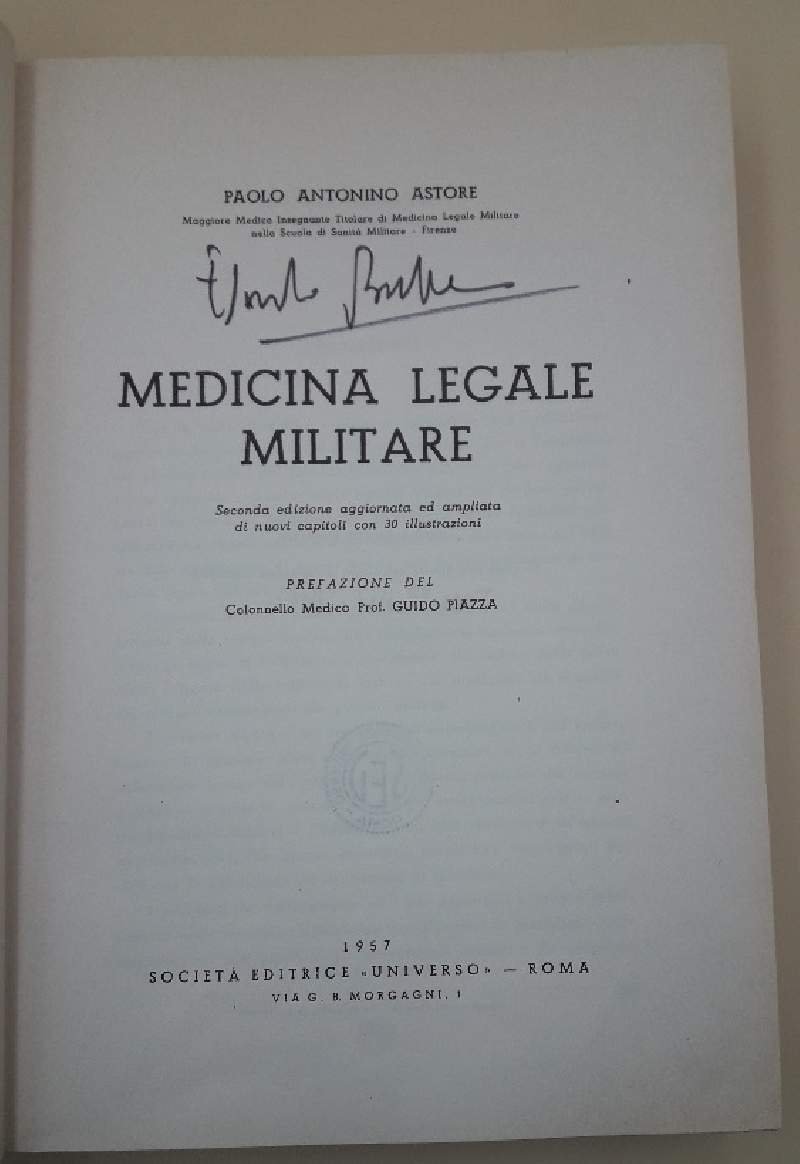 PAOLO ANTONINO ASTORE
Maggiore Medico Insegnante Titolare di Medicina Legale Militare
nella Scuola di Sanità Militare - Firenze
MEDICINA LEGALE
MILITARE
Seconda edizione aggiornata ed ampliata
di nuovi capitoli con 30 illustrazioni
PREFAZIONE DEL
Colonnello Medico Prof. GUIDO PIAZZA
1957
SOCIETÀ EDITRICE «UNIVERSO» — ROMA
VIA G. B. MORGAGNI, 1